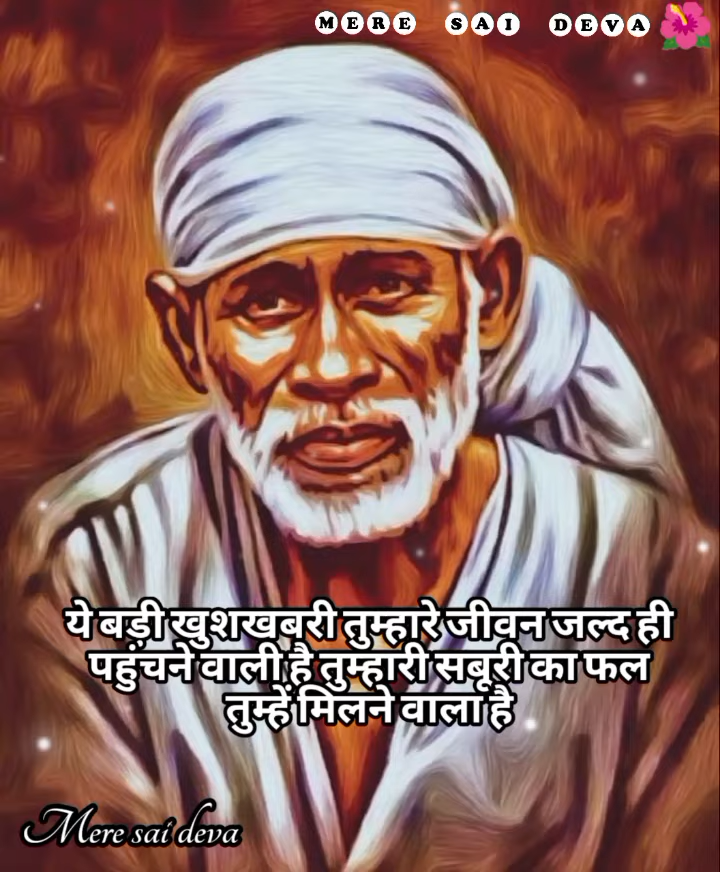 MERE SAI DEVA
ये बड़ी खुशखबरी तुम्हारे जीवन जल्द ही
पहुंचने वाली है तुम्हारी सबूरी का फल
तुम्हें मिलने वाला है
Mere sai deva